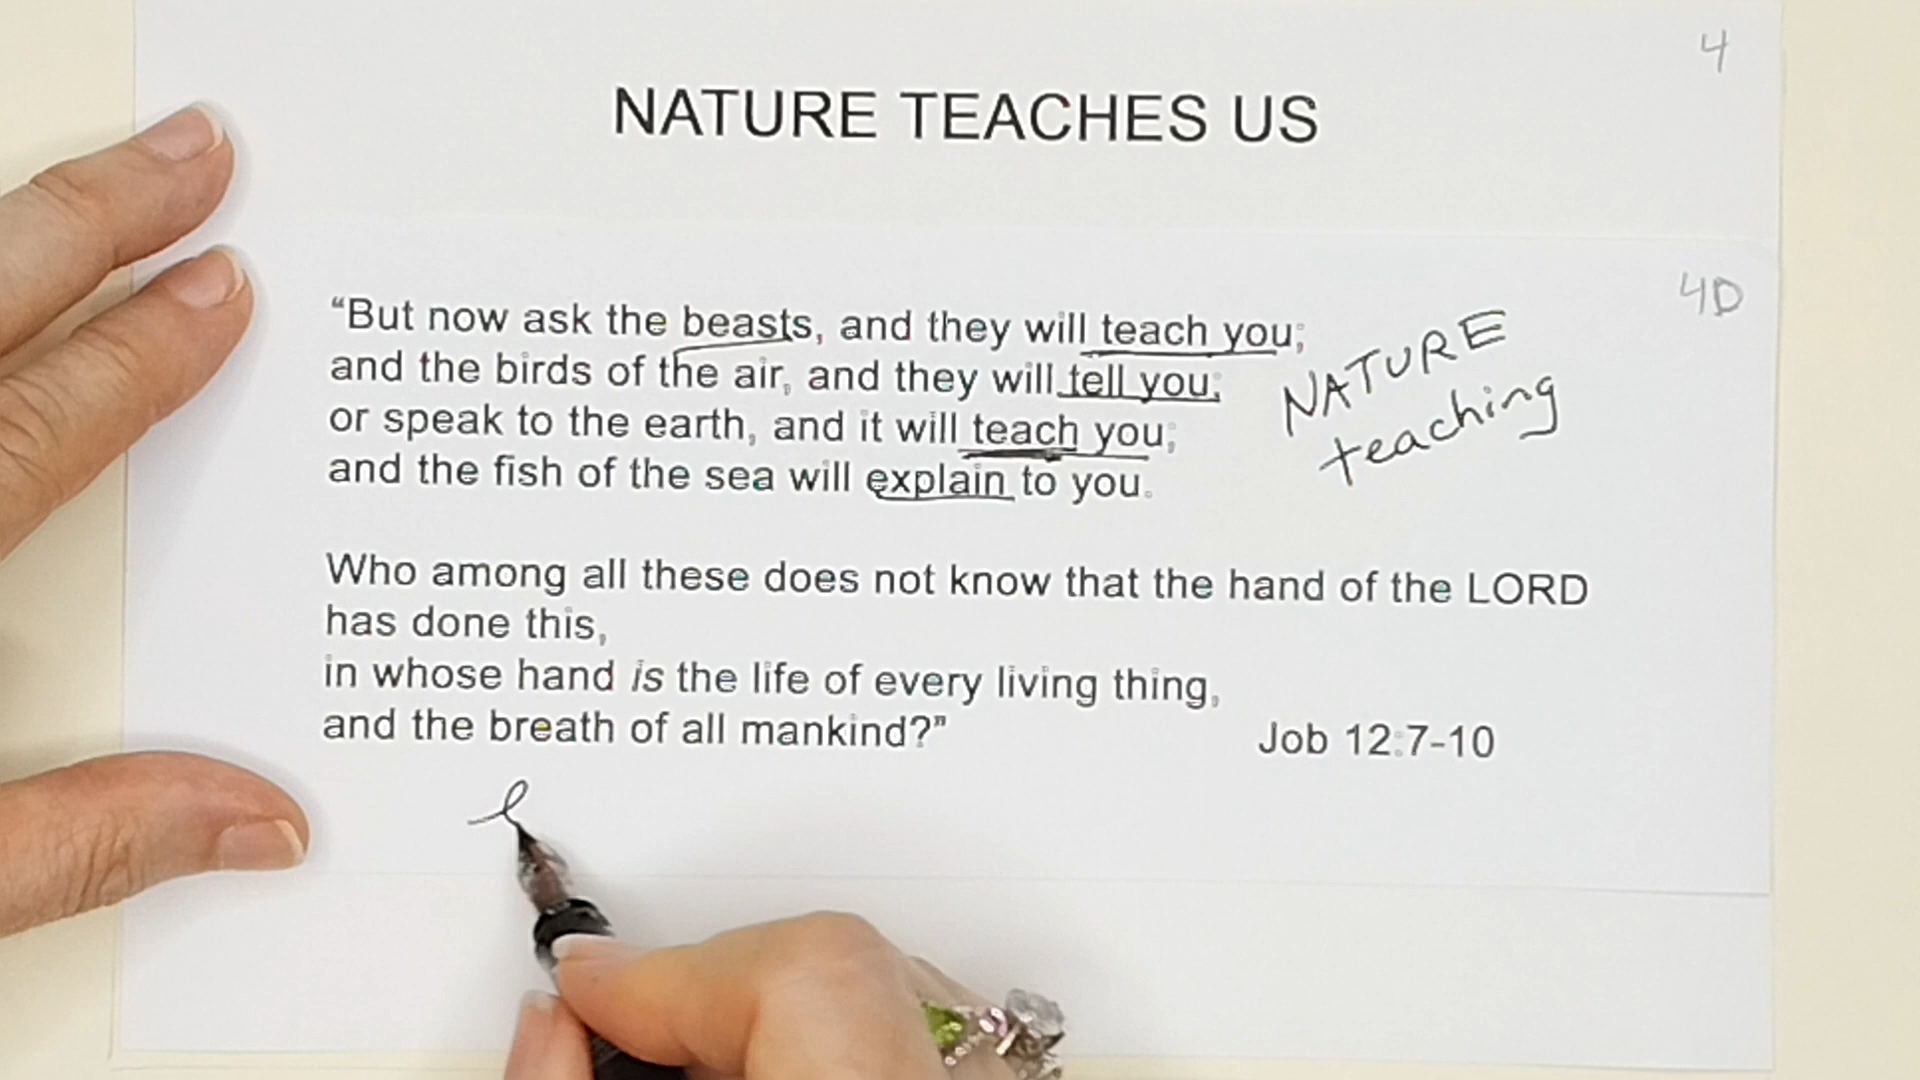 4
NATURE TEACHES US
4D
“But now ask the beasts, and they will teach you;
and the birds of the air, and they will tell you;
or speak to the earth, and it will teach you;
and the fish of the sea will explain to you.
NATURE
teaching
Who among all these does not know that the hand of the LORD
has done this,
in whose hand is the life of every living thing,
and the breath of all mankind?”
Job 12:7-10
e